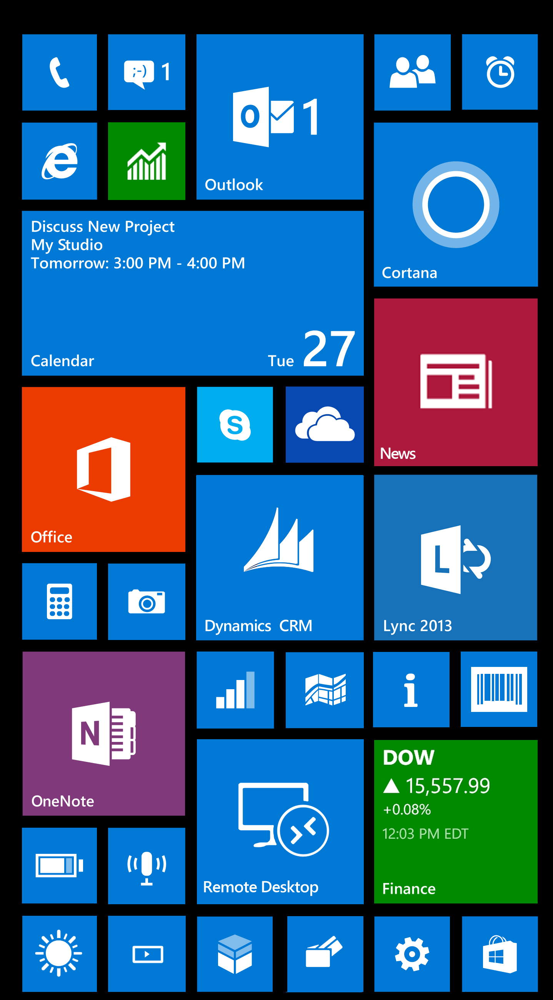 ;-) 1
O 1
Outlook
e
Discuss New Project
My Studio
Tomorrow: 3:00 PM - 4:00 PM
Calendar
Tue 27
Cortana
News
S
Office
Dynamics CRM
L
Lync 2013
i
N
OneNote
Remote Desktop
DOW
▲ 15,557.99
+0.08%
12:03 PM EDT
Finance